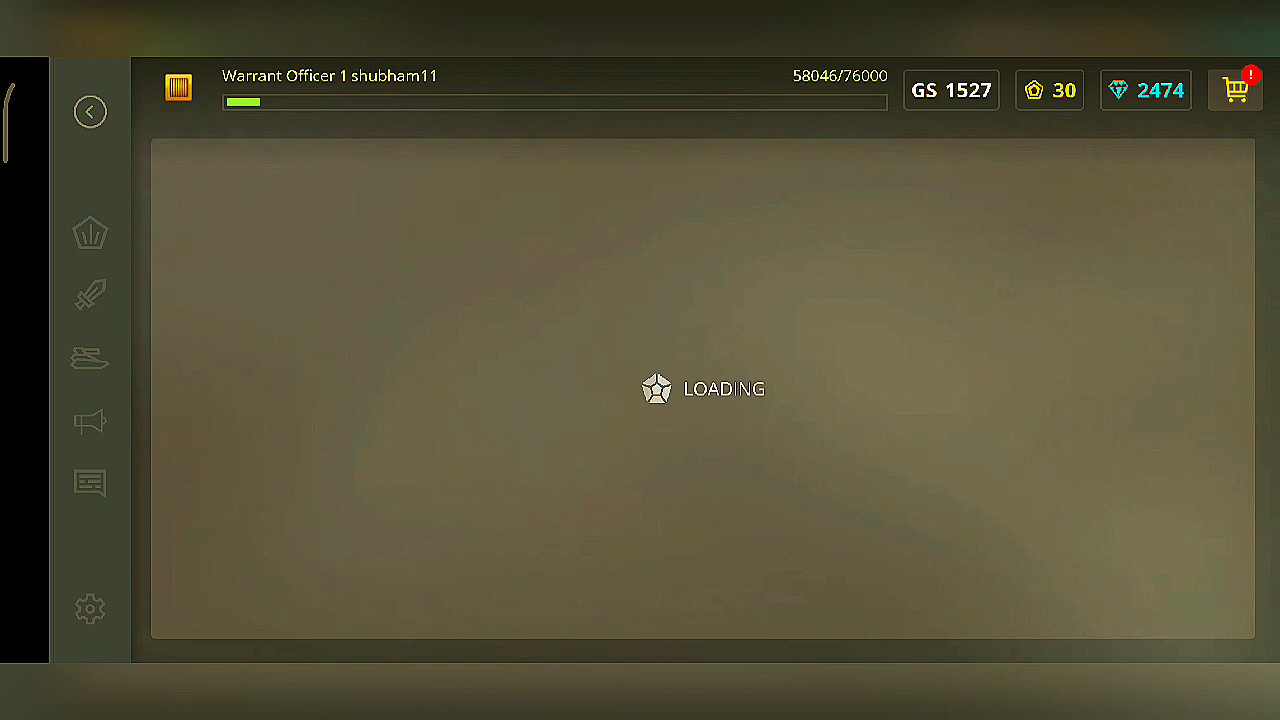 Warrant Officer 1 shubham11
58046/76000
GS 1527
30
2474
!
LOADING